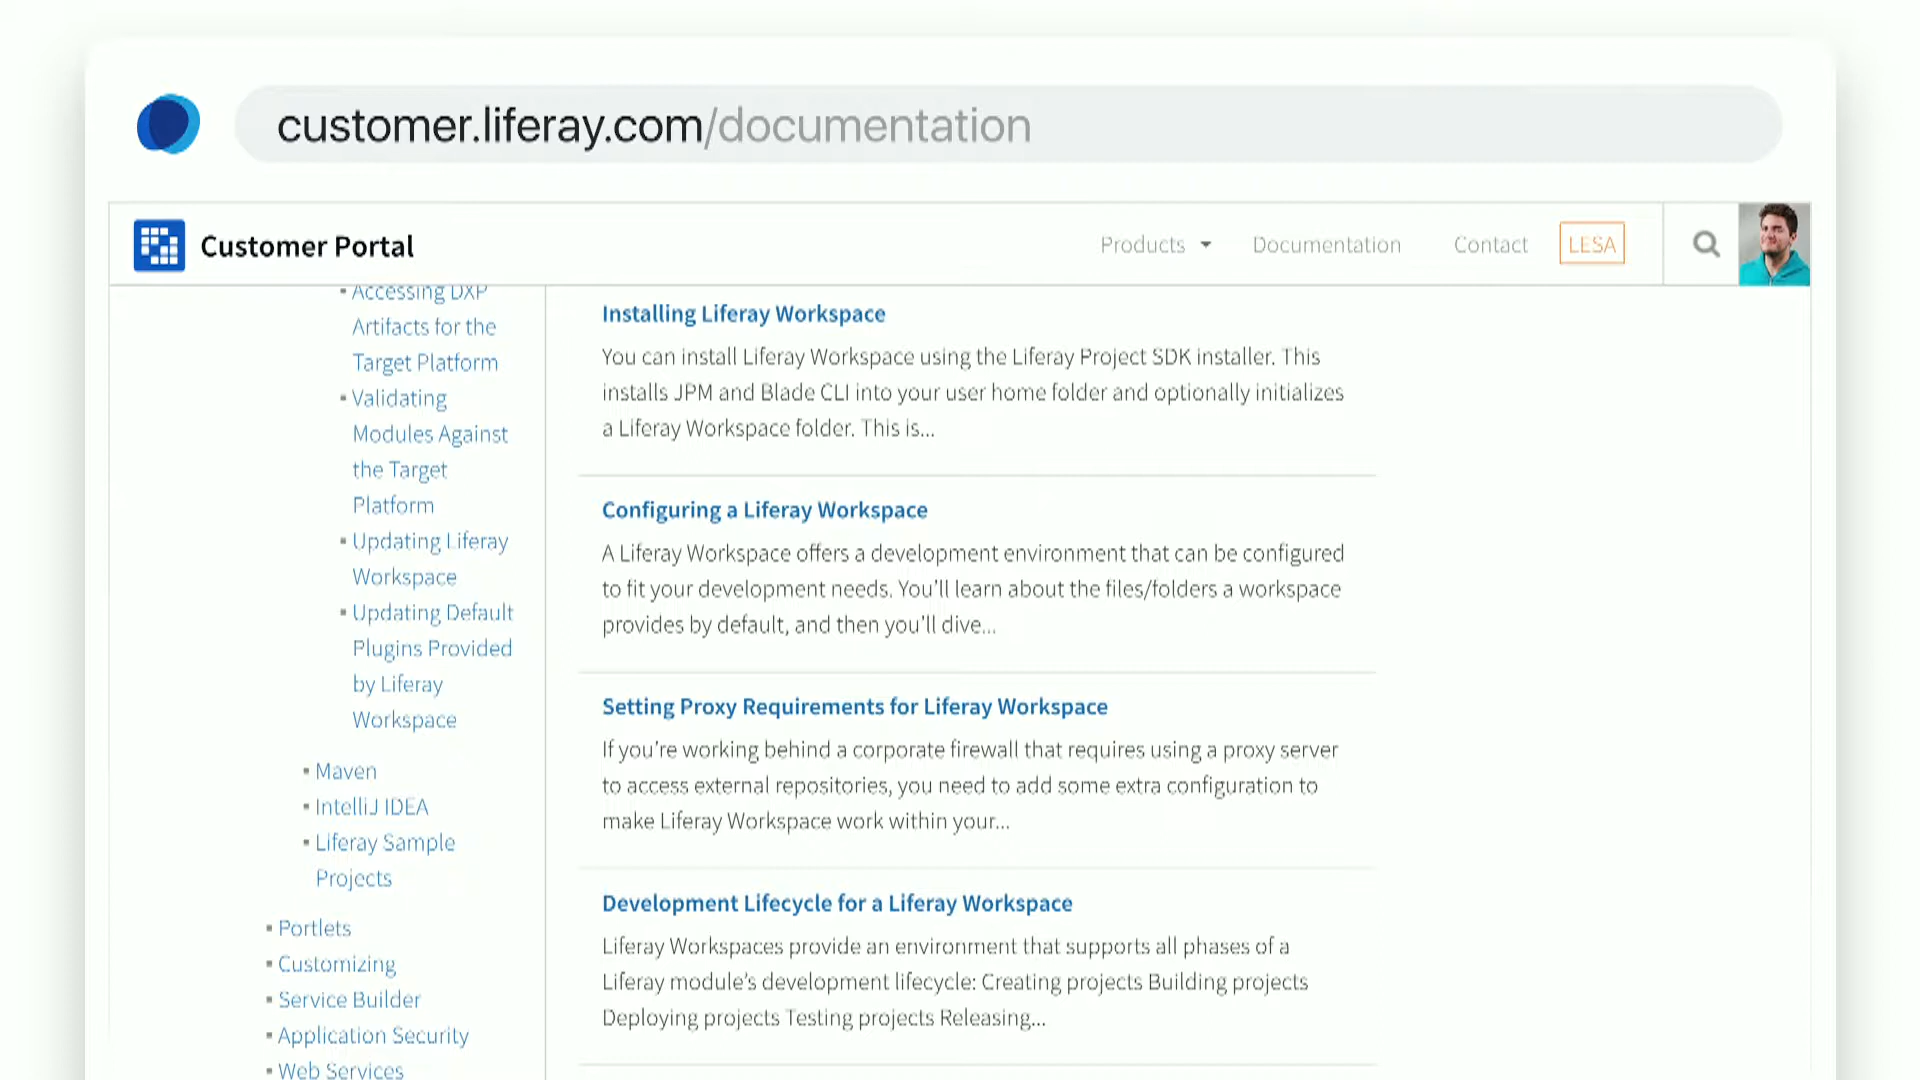 customer.liferay.com/documentation
Customer Portal
Products
Documentation
Contact
LESA
Accessing DXP
Artifacts for the
Target Platform
Validating
Modules Against
the Target
Platform
Updating Liferay
Workspace
Updating Default
Plugins Provided
by Liferay
Workspace
Maven
IntelliJ IDEA
Liferay Sample
Projects
Portlets
Customizing
Service Builder
Application Security
Web Services
Installing Liferay Workspace
You can install Liferay Workspace using the Liferay Project SDK installer. This
installs JPM and Blade CLI into your user home folder and optionally initializes
a Liferay Workspace folder. This is...
Configuring a Liferay Workspace
A Liferay Workspace offers a development environment that can be configured
to fit your development needs. You’ll learn about the files/folders a workspace
provides by default, and then you’ll dive...
Setting Proxy Requirements for Liferay Workspace
If you’re working behind a corporate firewall that requires using a proxy server
to access external repositories, you need to add some extra configuration to
make Liferay Workspace work within your...
Development Lifecycle for a Liferay Workspace
Liferay Workspaces provide an environment that supports all phases of a
Liferay module’s development lifecycle: Creating projects Building projects
Deploying projects Testing projects Releasing...